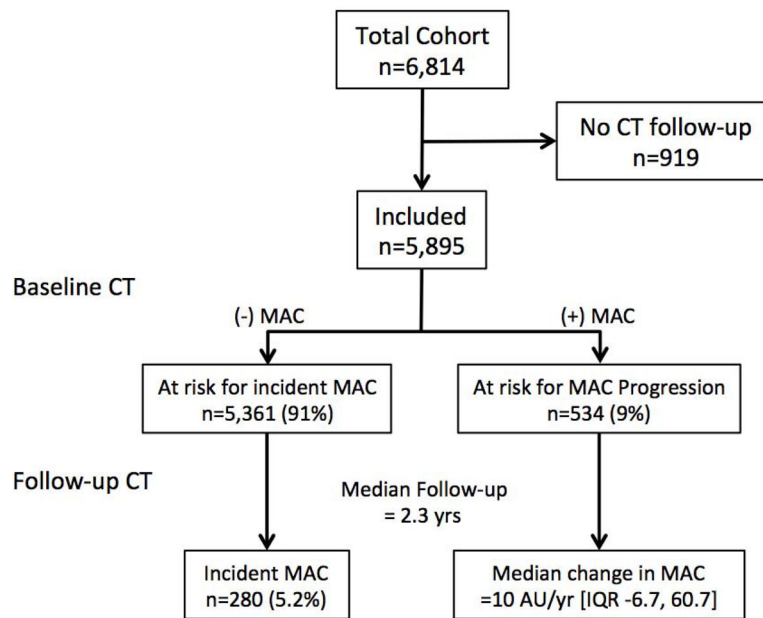 Total Cohort
n=6,814
No CT follow-up
n=919
Included
n=5,895
Baseline CT
(-) MAC
(+) MAC
At risk for incident MAC
n=5,361 (91%)
At risk for MAC Progression
n=534 (9%)
Follow-up CT
Median Follow-up
= 2.3 yrs
Incident MAC
n=280 (5.2%)
Median change in MAC
=10 AU/yr [IQR -6.7, 60.7]